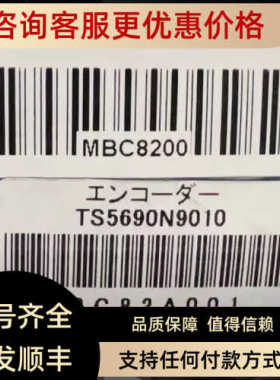 咨询客服更优惠价格
MBC8200
エンコーダー
TS5690N9010
号齐全
品质保障 值得信赖
发顺丰
支持任何付款方式